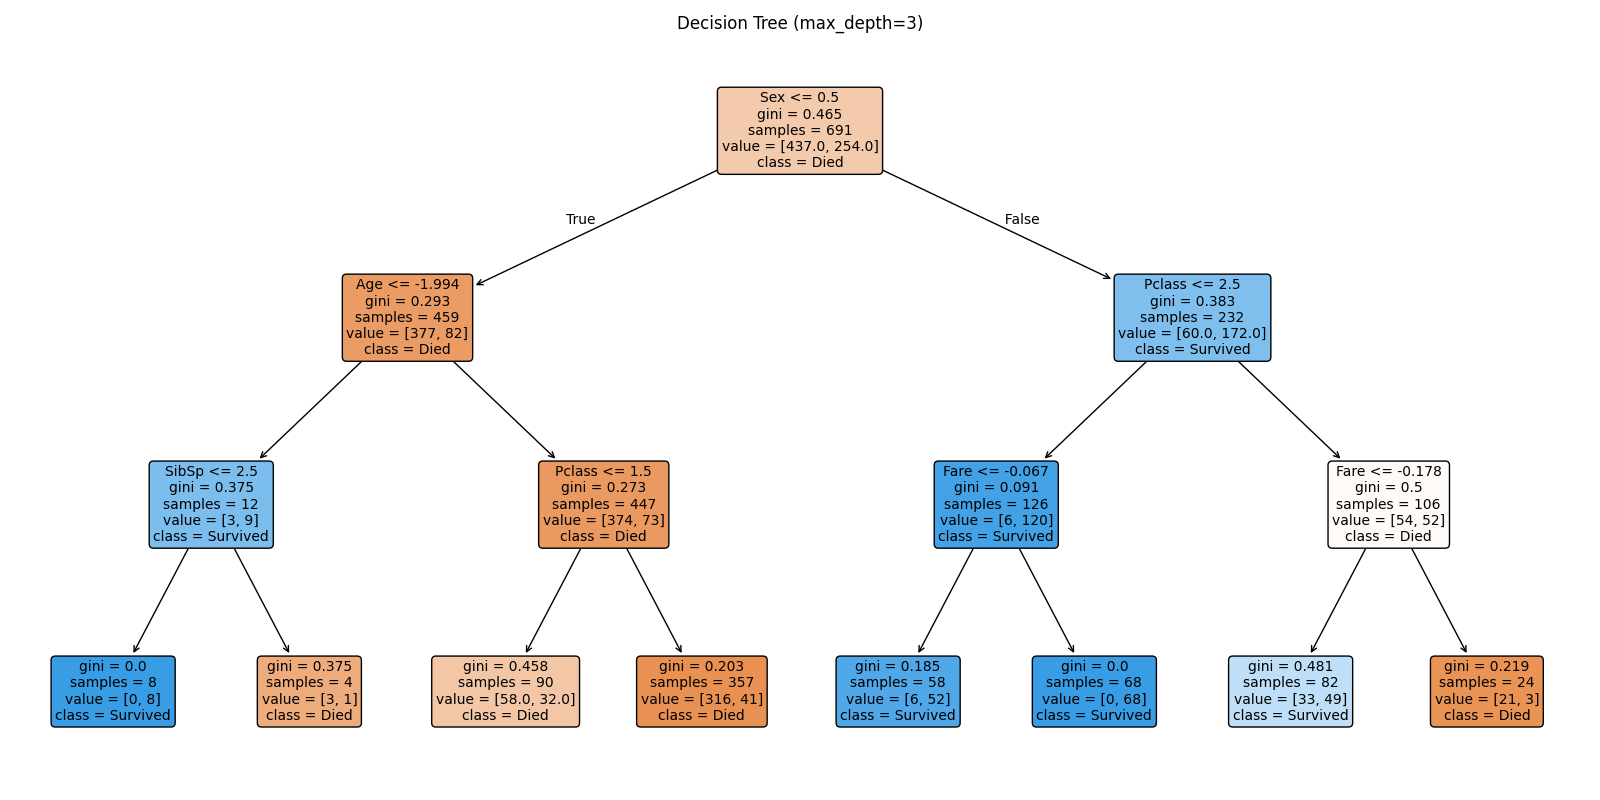 Decision Tree (max_depth=3)
Sex <= 0.5
gini = 0.465
samples = 691
value = [437.0, 254.0]
class = Died
True
False
Age <= -1.994
gini = 0.293
samples = 459
value = [377, 82]
class = Died
Pclass <= 2.5
gini = 0.383
samples = 232
value = [60.0, 172.0]
class = Survived
SibSp <= 2.5
gini = 0.375
samples = 12
value = [3, 9]
class = Survived
Pclass <= 1.5
gini = 0.273
samples = 447
value = [374, 73]
class = Died
Fare <= -0.067
gini = 0.091
samples = 126
value = [6, 120]
class = Survived
Fare <= -0.178
gini = 0.5
samples = 106
value = [54, 52]
class = Died
gini = 0.0
samples = 8
value = [0, 8]
class = Survived
gini = 0.375
samples = 4
value = [3, 1]
class = Died
gini = 0.458
samples = 90
value = [58.0, 32.0]
class = Died
gini = 0.203
samples = 357
value = [316, 41]
class = Died
gini = 0.185
samples = 58
value = [6, 52]
class = Survived
gini = 0.0
samples = 68
value = [0, 68]
class = Survived
gini = 0.481
samples = 82
value = [33, 49]
class = Survived
gini = 0.219
samples = 24
value = [21, 3]
class = Died